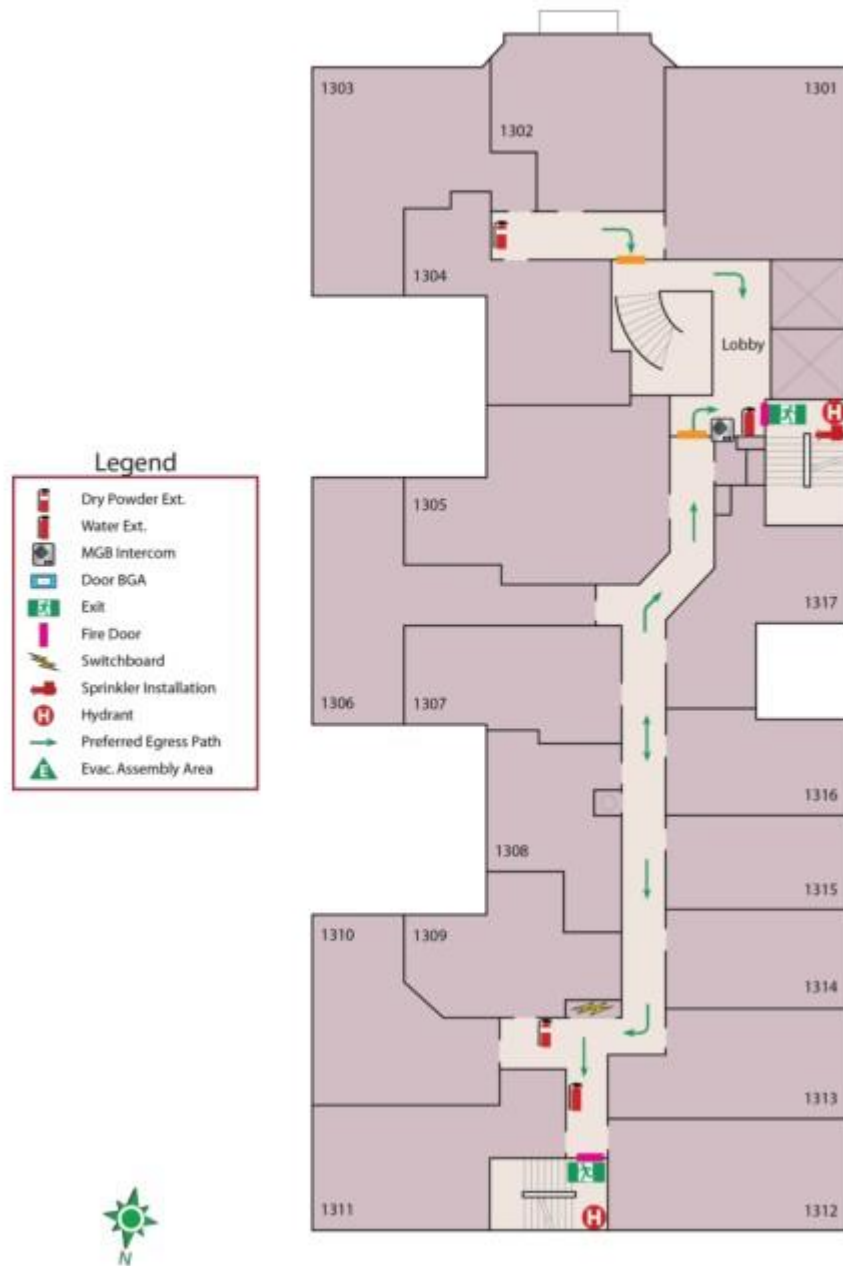 1303
1301
1302
1304
Lobby
H
Legend
Dry Powder Ext.
Water Ext.
MGB Intercom
Door BGA
Exit
Fire Door
Switchboard
Sprinkler Installation
H Hydrant
Preferred Egress Path
E Evac. Assembly Area
1305
1317
1306
1307
1316
1308
1315
1310
1309
1314
1313
1311
1312
H
N